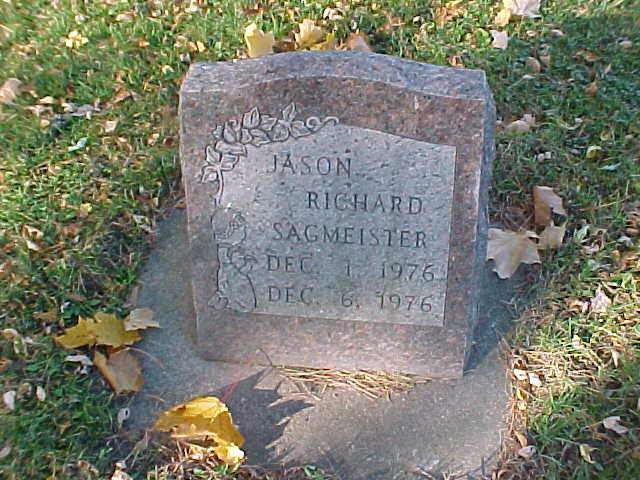 JASON
RICHARD
SAGMEISTER
DEC. 1, 1976
DEC. 6, 1976